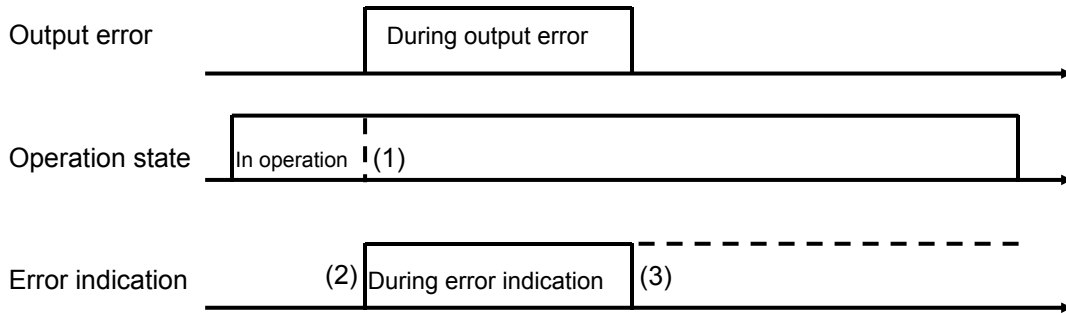 Output error
During output error
Operation state
In operation
(1)
Error indication
(2)
During error indication
(3)